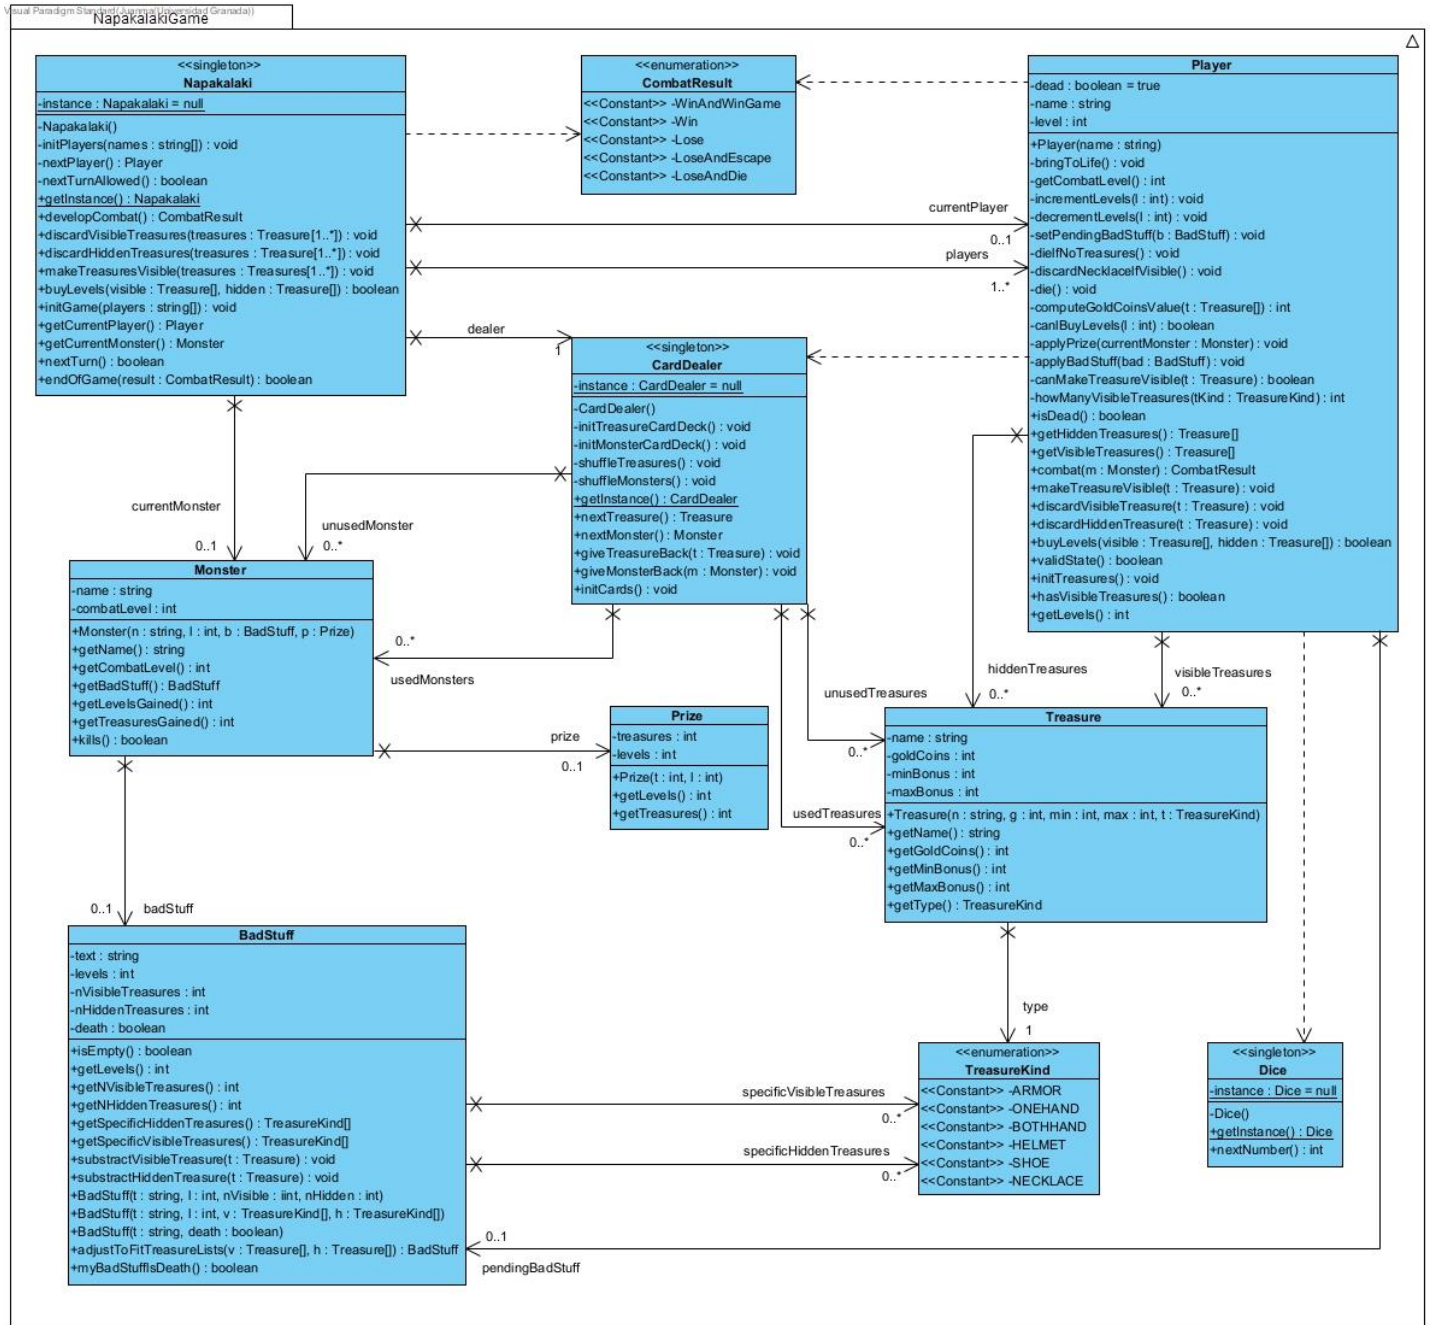 Visual Paradigm Standard(Juanma(Universidad Granada))
NapakalakiGame
<<singleton>>
Napakalaki
-instance : Napakalaki = null
-Napakalaki()
-initPlayers(names : string[]) : void
-nextPlayer() : Player
-nextTurnAllowed() : boolean
+getInstance() : Napakalaki
+developCombat() : CombatResult
+discardVisibleTreasures(treasures : Treasure[1..*]) : void
+discardHiddenTreasures(treasures : Treasure[1..*]) : void
+makeTreasuresVisible(treasures : Treasures[1..*]) : void
+buyLevels(visible : Treasure[], hidden : Treasure[]) : boolean
+initGame(players : string[]) : void
+getCurrentPlayer() : Player
+getCurrentMonster() : Monster
+nextTurn() : boolean
+endOfGame(result : CombatResult) : boolean
<<enumeration>>
CombatResult
<<Constant>> -WinAndWinGame
<<Constant>> -Win
<<Constant>> -Lose
<<Constant>> -LoseAndEscape
<<Constant>> -LoseAndDie
Player
-dead : boolean = true
-name : string
-level : int
+Player(name : string)
-bringToLife() : void
-getCombatLevel() : int
-incrementLevels(l : int) : void
-decrementLevels(l : int) : void
-setPendingBadStuff(b : BadStuff) : void
-dieIfNoTreasures() : void
-discardNecklaceIfVisible() : void
-die() : void
-computeGoldCoinsValue(t : Treasure[]) : int
-canIBuyLevels(l : int) : boolean
-applyPrize(currentMonster : Monster) : void
-applyBadStuff(bad : BadStuff) : void
-canMakeTreasureVisible(t : Treasure) : boolean
-howManyVisibleTreasures(tKind : TreasureKind) : int
+isDead() : boolean
+getHiddenTreasures() : Treasure[]
+getVisibleTreasures() : Treasure[]
+combat(m : Monster) : CombatResult
+makeTreasureVisible(t : Treasure) : void
+discardVisibleTreasure(t : Treasure) : void
+discardHiddenTreasure(t : Treasure) : void
+buyLevels(visible : Treasure[], hidden : Treasure[]) : boolean
+validState() : boolean
+initTreasures() : void
+hasVisibleTreasures() : boolean
+getLevels() : int
currentPlayer
0..1
players
1..*
dealer
1
<<singleton>>
CardDealer
-instance : CardDealer = null
-CardDealer()
-initTreasureCardDeck() : void
-initMonsterCardDeck() : void
-shuffleTreasures() : void
-shuffleMonsters() : void
+getInstance() : CardDealer
+nextTreasure() : Treasure
+nextMonster() : Monster
+giveTreasureBack(t : Treasure) : void
+giveMonsterBack(m : Monster) : void
+initCards() : void
currentMonster
0..1
unusedMonster
0..*
Monster
-name : string
-combatLevel : int
+Monster(n : string, l : int, b : BadStuff, p : Prize)
+getName() : string
+getCombatLevel() : int
+getBadStuff() : BadStuff
+getLevelsGained() : int
+getTreasuresGained() : int
+kills() : boolean
0..*
usedMonsters
prize
0..1
Prize
-treasures : int
-levels : int
+Prize(t : int, l : int)
+getLevels() : int
+getTreasures() : int
hiddenTreasures
0..*
visibleTreasures
0..*
unusedTreasures
0..*
usedTreasures
0..*
Treasure
-name : string
-goldCoins : int
-minBonus : int
-maxBonus : int
+Treasure(n : string, g : int, min : int, max : int, t : TreasureKind)
+getName() : string
+getGoldCoins() : int
+getMinBonus() : int
+getMaxBonus() : int
+getType() : TreasureKind
0..1
badStuff
BadStuff
-text : string
-levels : int
-nVisibleTreasures : int
-nHiddenTreasures : int
-death : boolean
+isEmpty() : boolean
+getLevels() : int
+getNVisibleTreasures() : int
+getNHiddenTreasures() : int
+getSpecificHiddenTreasures() : TreasureKind[]
+getSpecificVisibleTreasures() : TreasureKind[]
+substractVisibleTreasure(t : Treasure) : void
+substractHiddenTreasure(t : Treasure) : void
+BadStuff(t : string, l : int, nVisible : iint, nHidden : int)
+BadStuff(t : string, l : int, v : TreasureKind[], h : TreasureKind[])
+BadStuff(t : string, death : boolean)
+adjustToFitTreasureLists(v : Treasure[], h : Treasure[]) : BadStuff
+myBadStuffIsDeath() : boolean
type
1
<<enumeration>>
TreasureKind
<<Constant>> -ARMOR
<<Constant>> -ONEHAND
<<Constant>> -BOTHHAND
<<Constant>> -HELMET
<<Constant>> -SHOE
<<Constant>> -NECKLACE
<<singleton>>
Dice
-instance : Dice = null
-Dice()
+getInstance() : Dice
+nextNumber() : int
specificVisibleTreasures
0..*
specificHiddenTreasures
0..*
0..1
pendingBadStuff